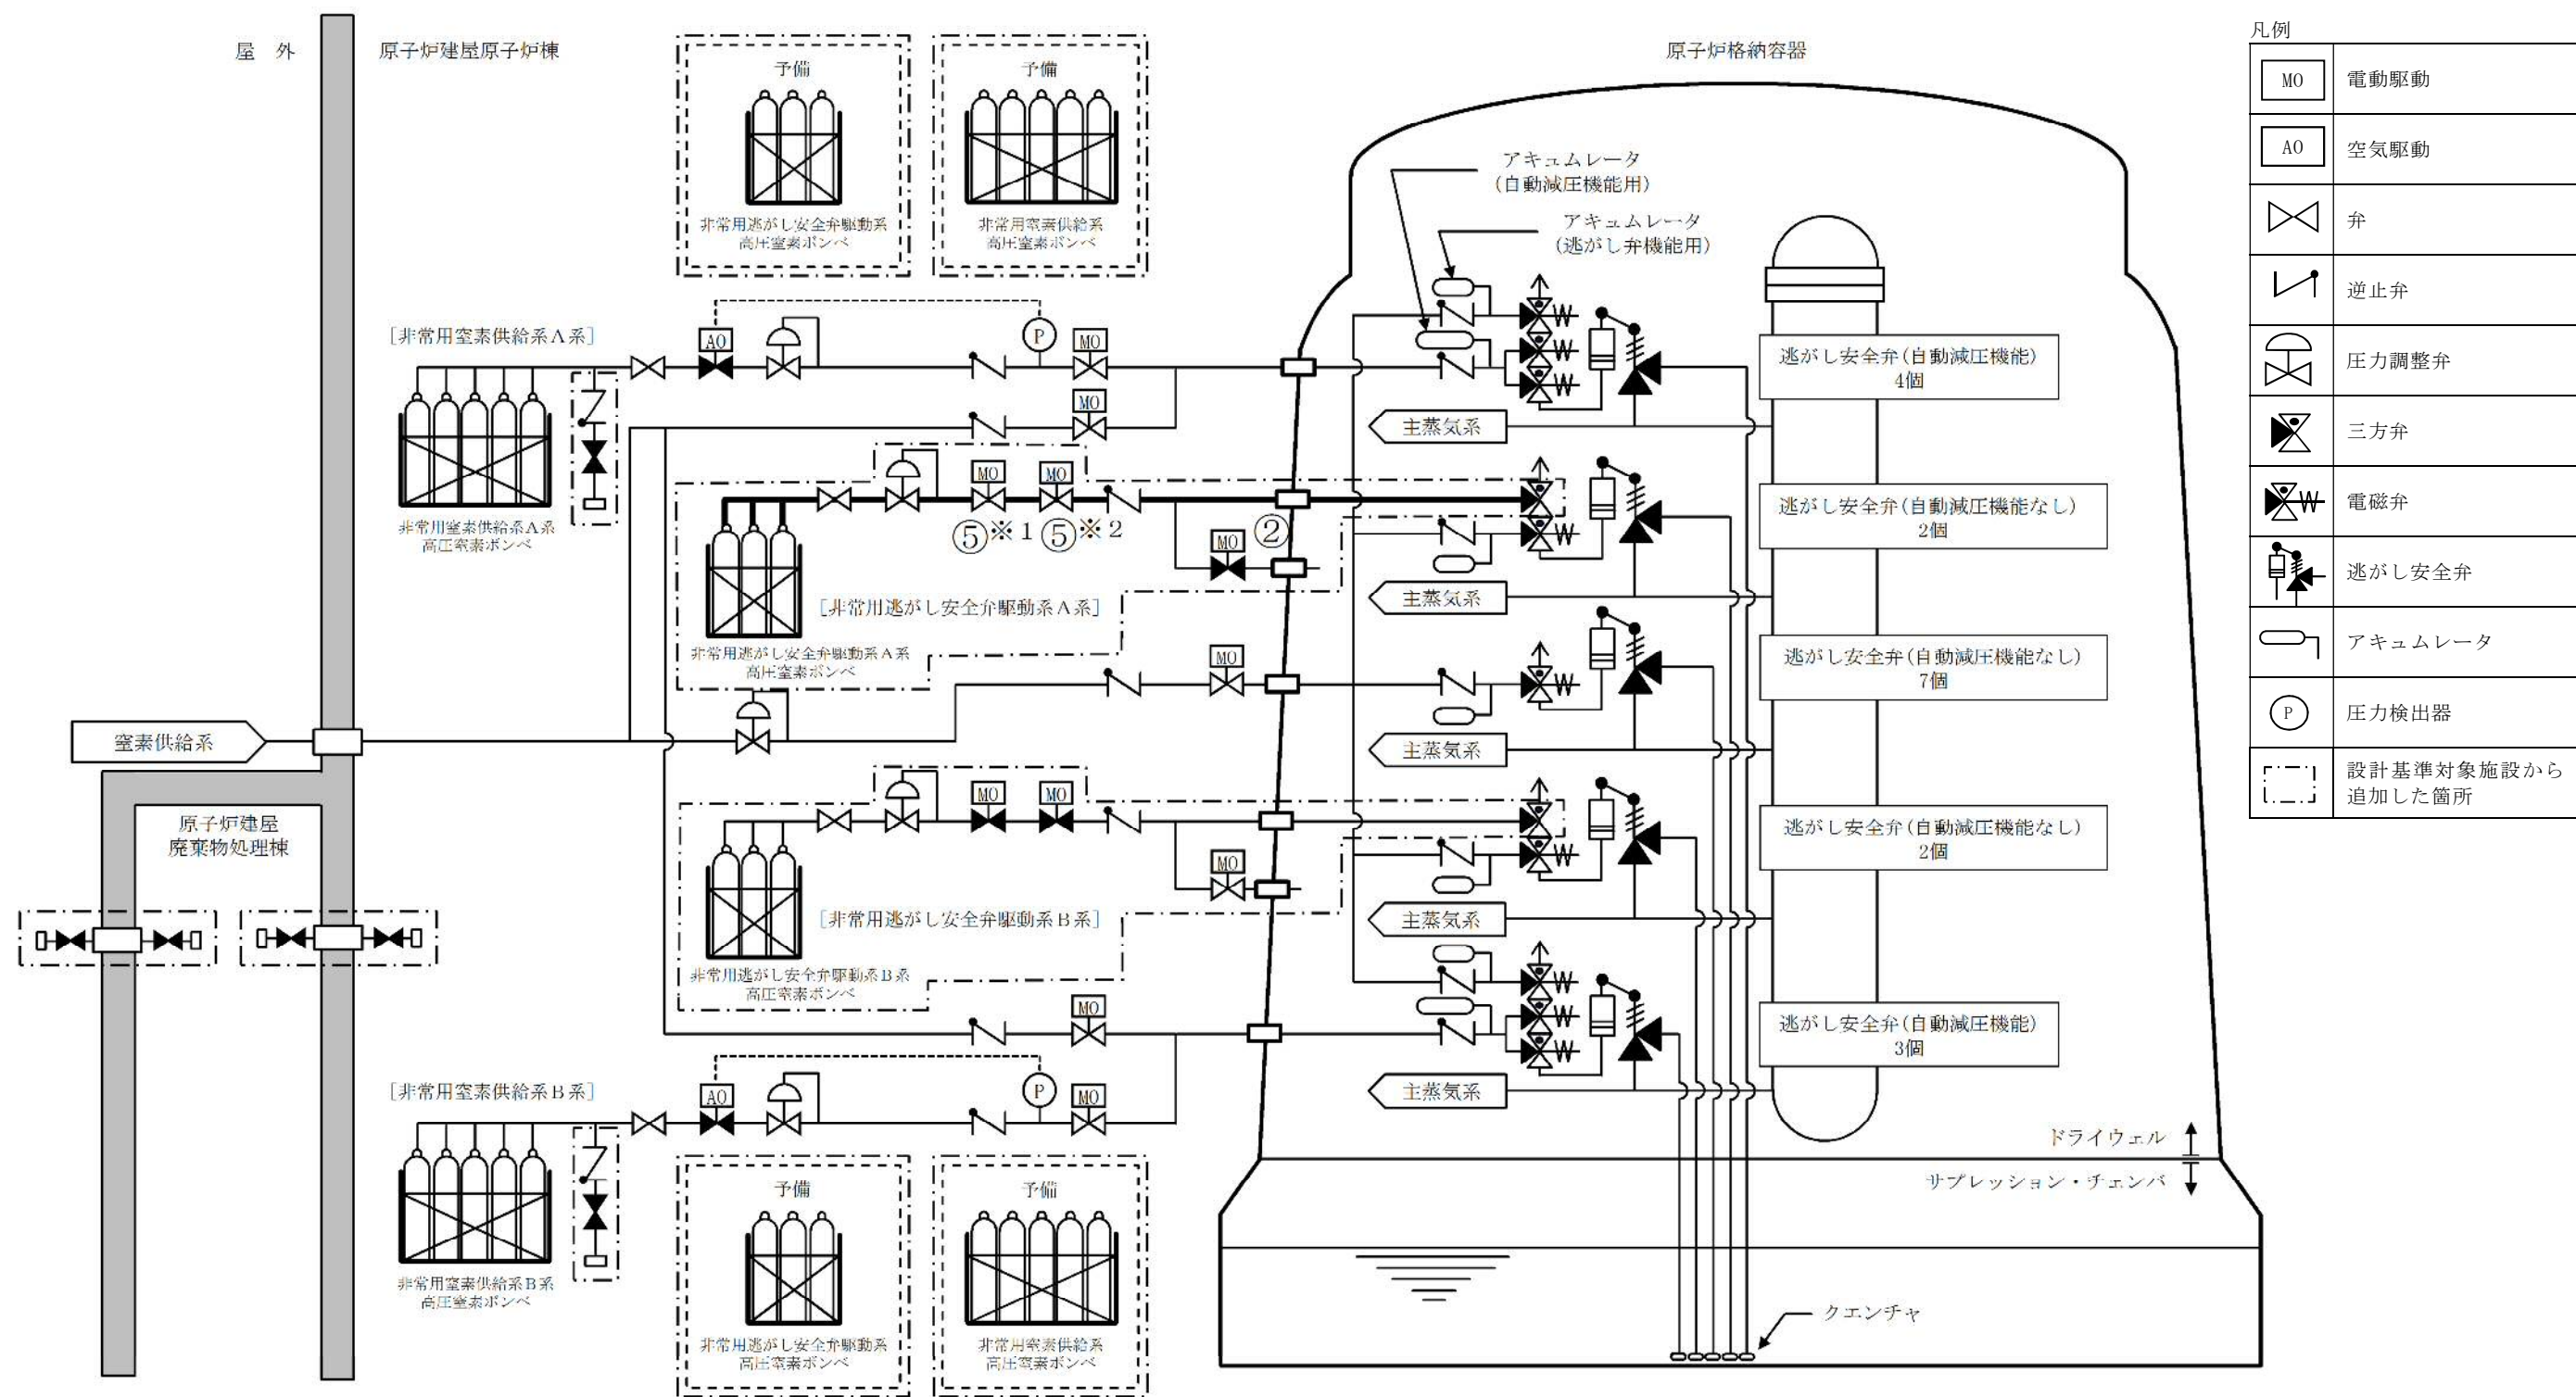 屋　外
原子炉建屋原子炉棟
予備
非常用逃がし安全弁駆動系
高圧窒素ボンベ
予備
非常用窒素供給系
高圧窒素ボンベ
原子炉格納容器
アキュムレータ
(自動減圧機能用)
アキュムレータ
(逃がし弁機能用)
[非常用窒素供給系A系]
AO
P
MO
MO
非常用窒素供給系A系
高圧窒素ボンベ
逃がし安全弁(自動減圧機能)
4個
主蒸気系
MO
MO
⑤※1
⑤※2
②
MO
[非常用逃がし安全弁駆動系A系]
非常用逃がし安全弁駆動系A系
高圧窒素ボンベ
逃がし安全弁(自動減圧機能なし)
2個
主蒸気系
MO
逃がし安全弁(自動減圧機能なし)
7個
主蒸気系
窒素供給系
原子炉建屋
廃棄物処理棟
MO
MO
MO
[非常用逃がし安全弁駆動系B系]
非常用逃がし安全弁駆動系B系
高圧窒素ボンベ
逃がし安全弁(自動減圧機能なし)
2個
主蒸気系
MO
逃がし安全弁(自動減圧機能)
3個
主蒸気系
[非常用窒素供給系B系]
AO
P
MO
非常用窒素供給系B系
高圧窒素ボンベ
予備
非常用逃がし安全弁駆動系
高圧窒素ボンベ
予備
非常用窒素供給系
高圧窒素ボンベ
ドライウェル
サプレッション・チェンバ
クエンチャ
凡例
MO
電動駆動
AO
空気駆動
弁
逆止弁
圧力調整弁
三方弁
電磁弁
逃がし安全弁
アキュムレータ
P
圧力検出器
設計基準対象施設から
追加した箇所